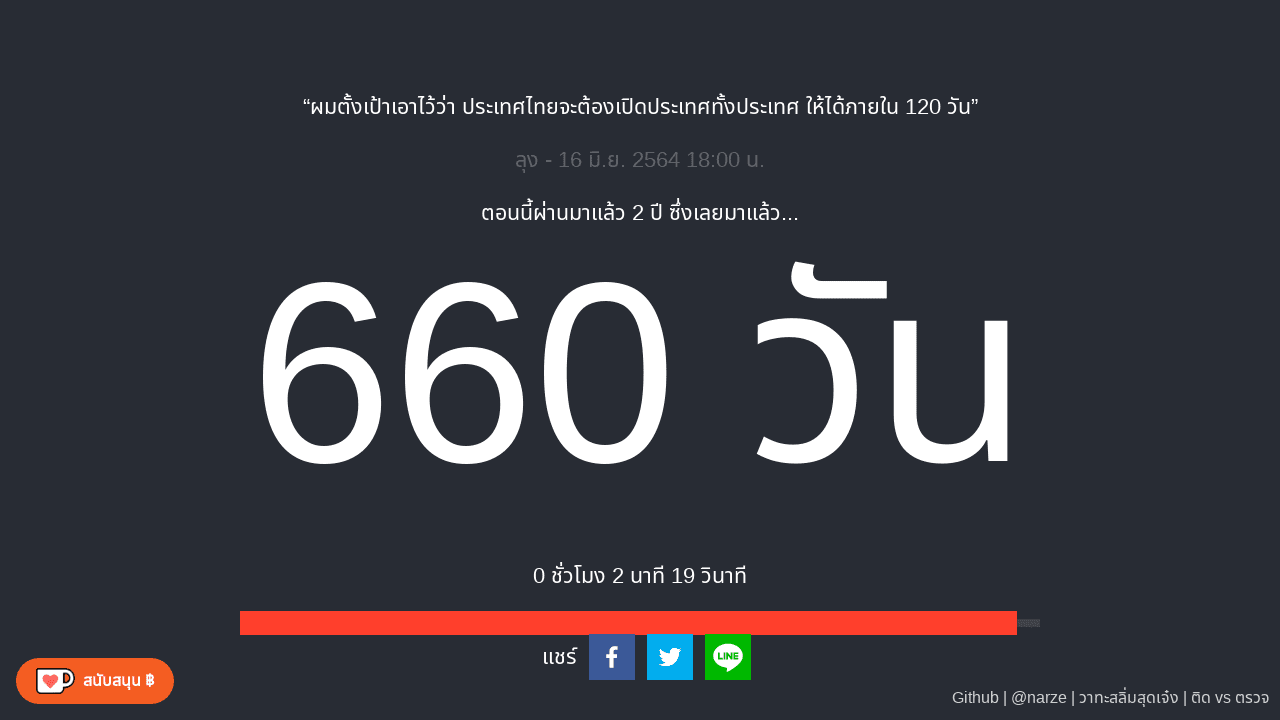 “ผมตั้งเป้าเอาไว้ว่า ประเทศไทยจะต้องเปิดประเทศทั้งประเทศ ให้ได้ภายใน 120 วัน”
ลุง - 16 มิ.ย. 2564 18:00 น.
ตอนนี้ผ่านมาแล้ว 2 ปี ซึ่งเลยมาแล้ว...
660 วัน
0 ชั่วโมง 2 นาที 19 วินาที
แชร์ LINE
สนับสนุน ฿
Github | @narze | วาทะสลิ่มสุดเจ๋ง | ติด vs ตรวจ